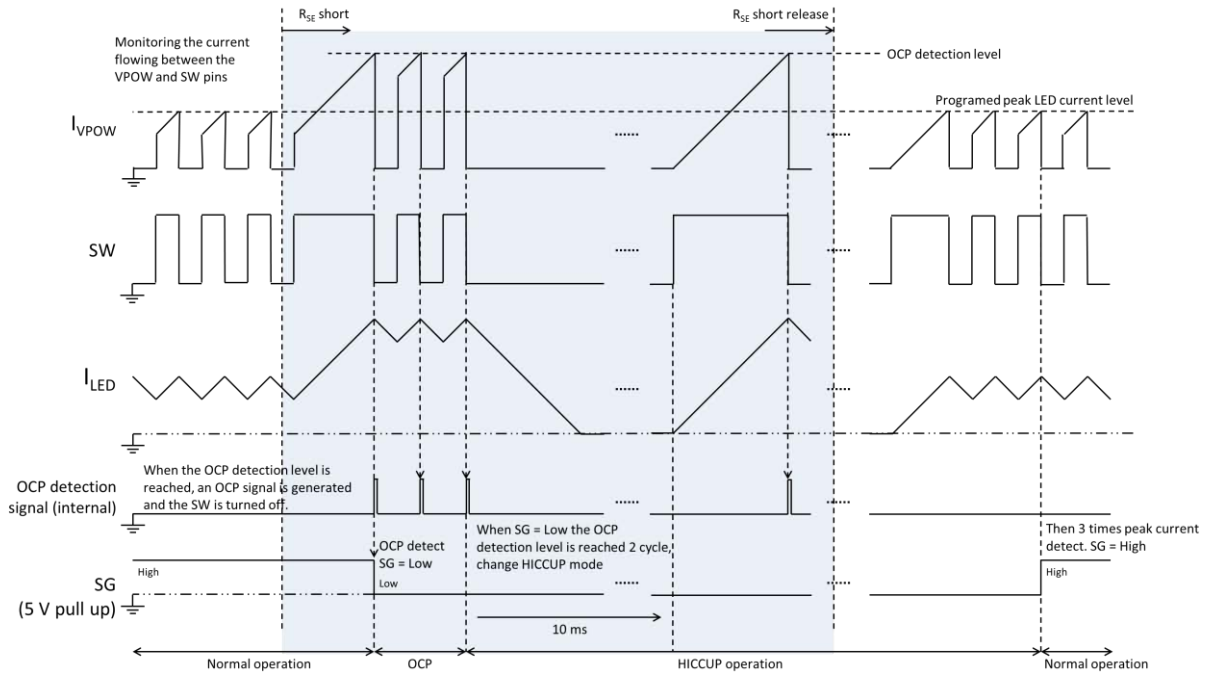 RSE short
RSE short release
Monitoring the current
flowing between the
VPOW and SW pins
OCP detection level
Programed peak LED current level
IVPOW
......
......
SW
......
......
ILED
......
......
When the OCP detection level is
reached, an OCP signal is generated
and the SW is turned off.
OCP detection
signal (internal)
......
......
When SG = Low the OCP
detection level is reached 2 cycle,
change HICCUP mode
Then 3 times peak current
detect. SG = High
OCP detect
SG = Low
High
Low
High
SG
(5 V pull up)
......
......
10 ms
Normal operation
OCP
HICCUP operation
Normal operation